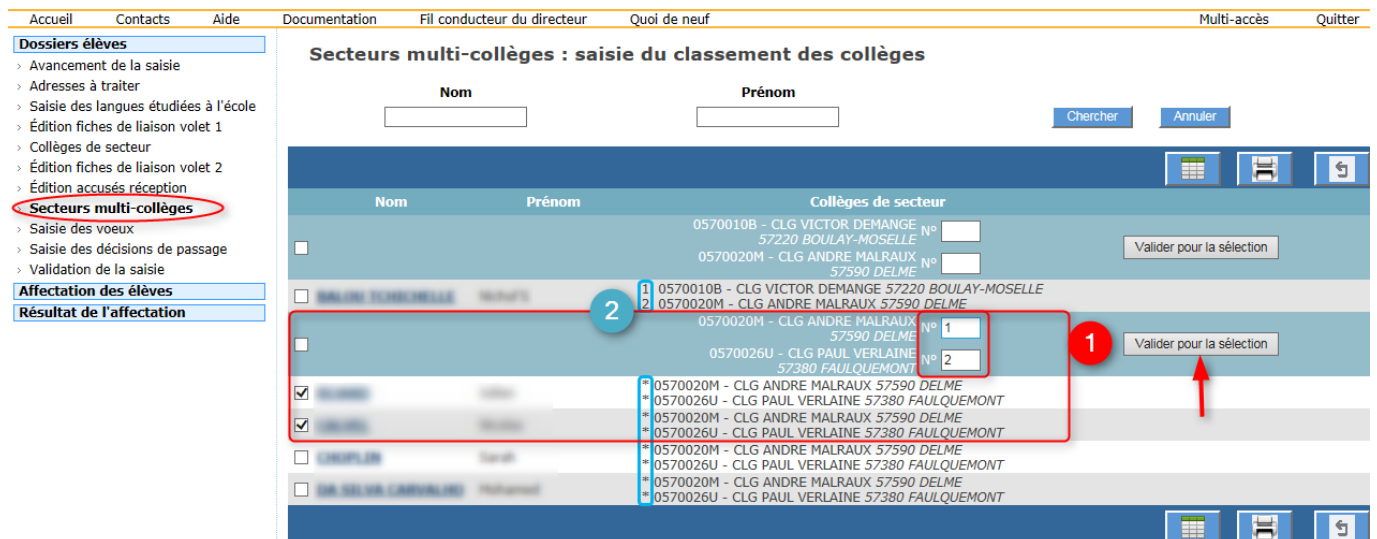 Accueil Contacts Aide Documentation Fil conducteur du directeur Quoi de neuf Multi-accès Quitter
Dossiers élèves
› Avancement de la saisie
› Adresses à traiter
› Saisie des langues étudiées à l'école
› Édition fiches de liaison volet 1
› Collèges de secteur
› Édition fiches de liaison volet 2
› Édition accusés réception
› Secteurs multi-collèges
› Saisie des voeux
› Saisie des décisions de passage
› Validation de la saisie
Affectation des élèves
Résultat de l'affectation
Secteurs multi-collèges : saisie du classement des collèges
Nom Prénom
Chercher Annuler
Nom Prénom Collèges de secteur
0570010B - CLG VICTOR DEMANGE N°
57220 BOULAY-MOSELLE
0570020M - CLG ANDRE MALRAUX N°
57590 DELME
Valider pour la sélection
1 0570010B - CLG VICTOR DEMANGE 57220 BOULAY-MOSELLE
2 0570020M - CLG ANDRE MALRAUX 57590 DELME
2
0570020M - CLG ANDRE MALRAUX N° 1
57590 DELME
0570026U - CLG PAUL VERLAINE N° 2
57380 FAULQUEMONT
1
Valider pour la sélection
* 0570020M - CLG ANDRE MALRAUX 57590 DELME
* 0570026U - CLG PAUL VERLAINE 57380 FAULQUEMONT
* 0570020M - CLG ANDRE MALRAUX 57590 DELME
* 0570026U - CLG PAUL VERLAINE 57380 FAULQUEMONT
* 0570020M - CLG ANDRE MALRAUX 57590 DELME
* 0570026U - CLG PAUL VERLAINE 57380 FAULQUEMONT
* 0570020M - CLG ANDRE MALRAUX 57590 DELME
* 0570026U - CLG PAUL VERLAINE 57380 FAULQUEMONT